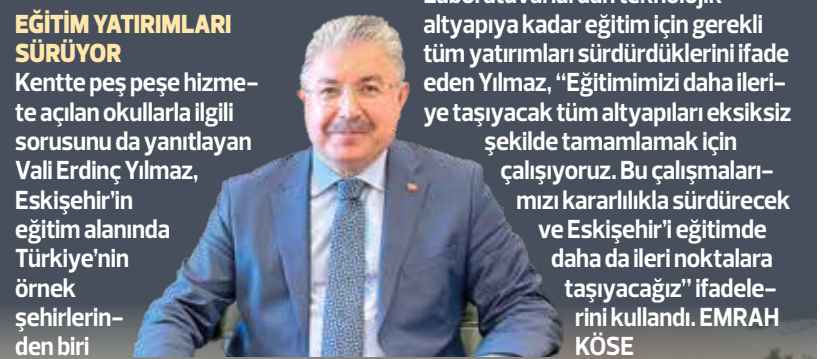 EĞİTİM YATIRIMLARI
SÜRÜYOR
Kentte peş peşe hizme-
te açılan okullarla ilgili
sorusunu da yanıtlayan
Vali Erdinç Yılmaz,
Eskişehir’in
eğitim alanında
Türkiye’nin
örnek
şehirlerin-
den biri
altyapıya kadar eğitim için gerekli
tüm yatırımları sürdürdüklerini ifade
eden Yılmaz, “Eğitimimizi daha ileri-
ye taşıyacak tüm altyapıları eksiksiz
şekilde tamamlamak için
çalışıyoruz. Bu çalışmaları-
mızı kararlılıkla sürdürecek
ve Eskişehir’i eğitimde
daha da ileri noktalara
taşıyacağız” ifadele-
rini kullandı. EMRAH
KÖSE